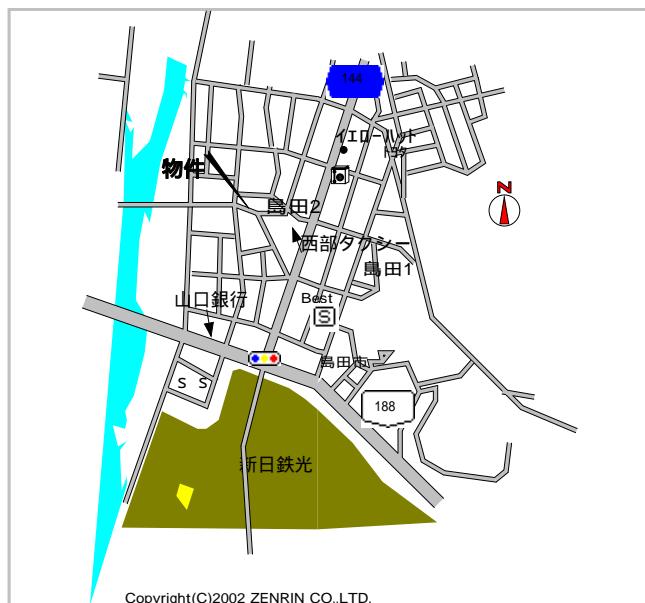 144
イエローハット
トヨタ
物件
N
島田2
西部タクシー
島田1
山口銀行
Best
S
島田市
S S
188
新日鉄光
Copyright(C)2002 ZENRIN CO.,LTD.